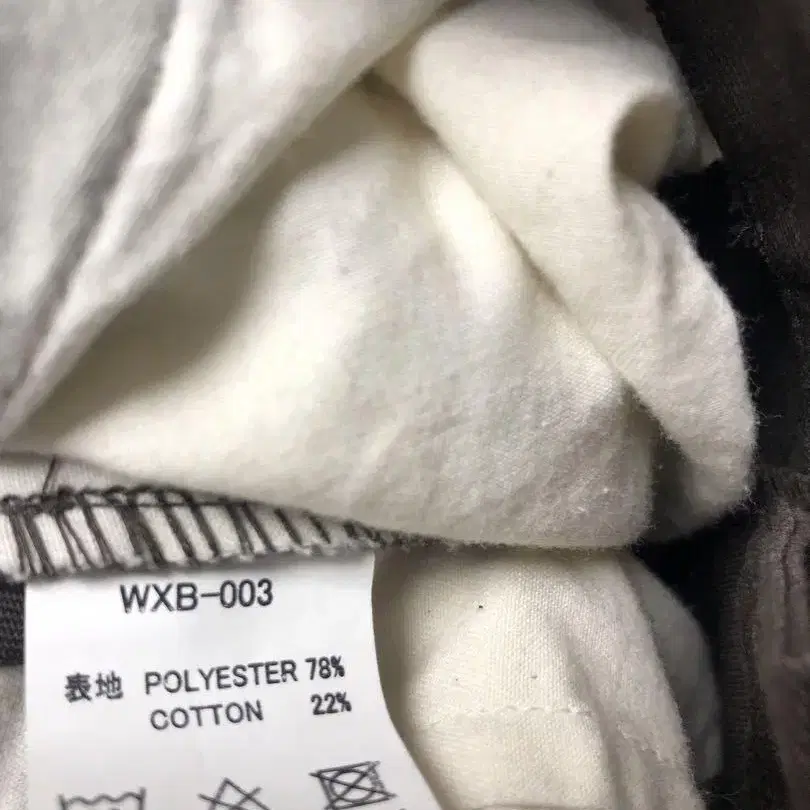 WXB-003
表地 POLYESTER 78%
COTTON 22%